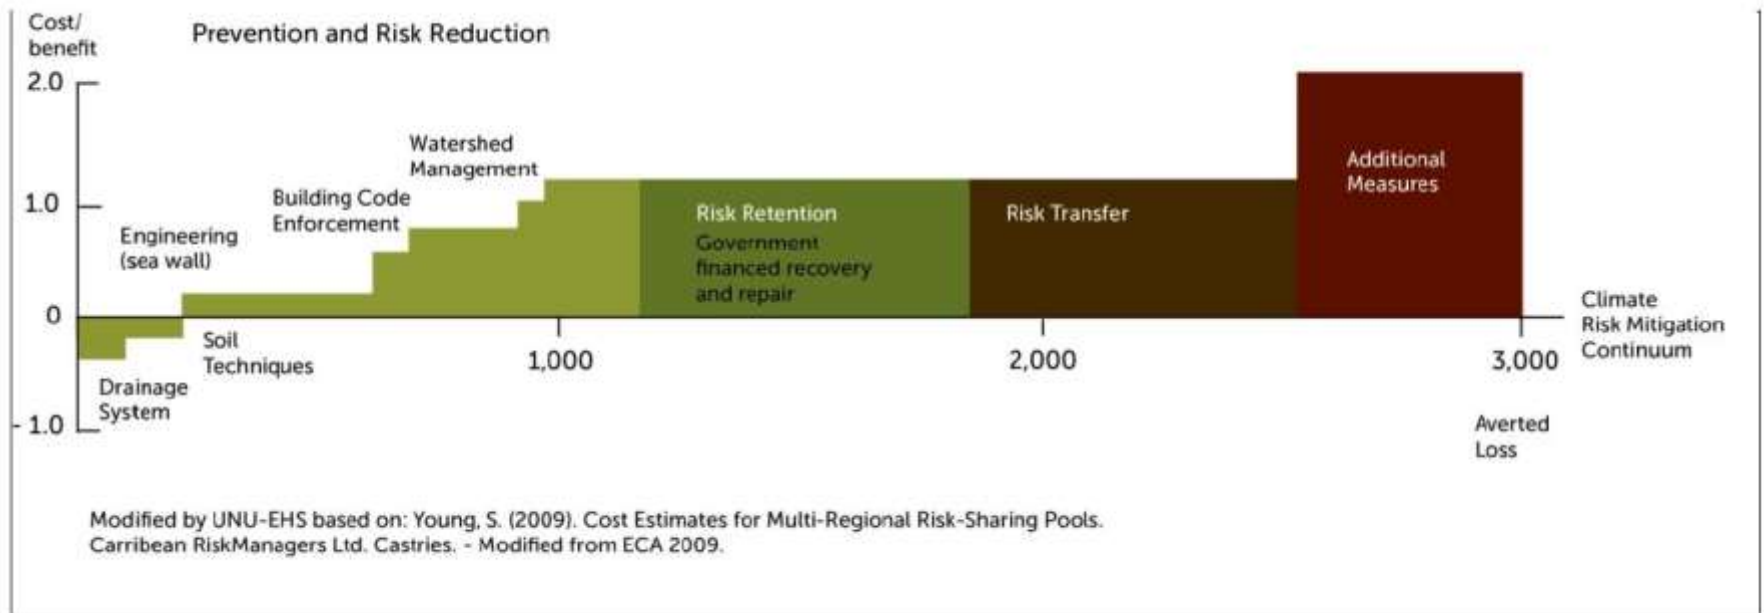 Cost/
benefit
Prevention and Risk Reduction
2.0
Watershed
Management
Additional
Measures
Building Code
Enforcement
1.0
Risk Retention
Government
financed recovery
and repair
Risk Transfer
Engineering
(sea wall)
0
Climate
Risk Mitigation
Continuum
Soil
Techniques
1,000
2,000
3,000
Drainage
System
- 1.0
Averted
Loss
Modified by UNU-EHS based on: Young, S. (2009). Cost Estimates for Multi-Regional Risk-Sharing Pools.
Carribean RiskManagers Ltd. Castries. - Modified from ECA 2009.